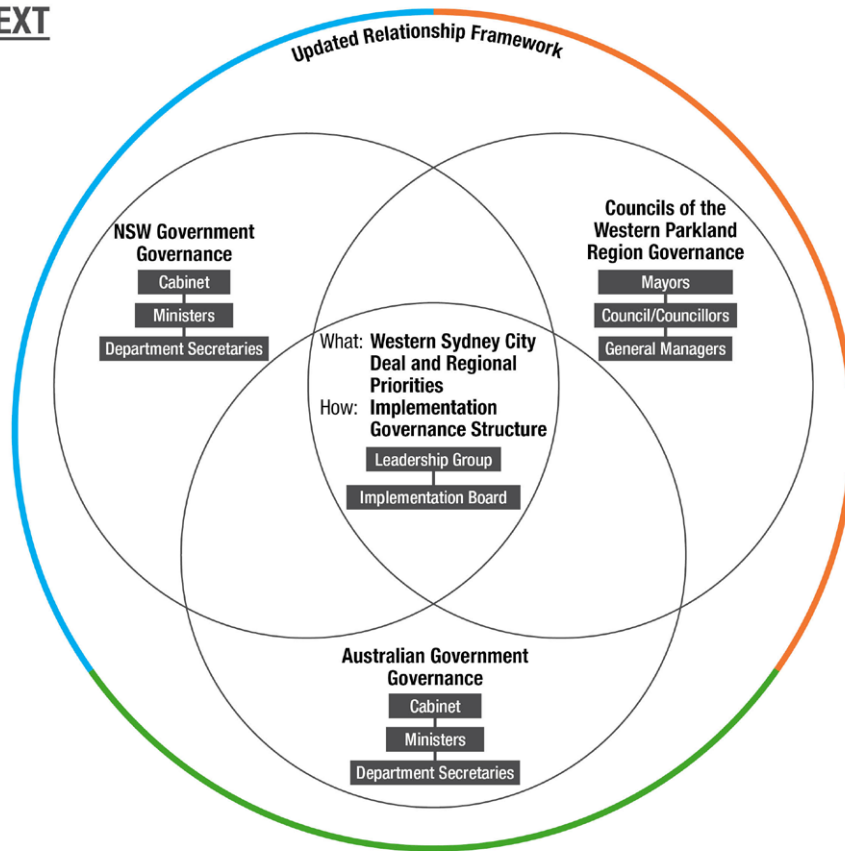 EXT
Updated Relationship Framework
NSW Government
Governance
Cabinet
Ministers
Department Secretaries
Councils of the
Western Parkland
Region Governance
Mayors
Council/Councillors
General Managers
What: Western Sydney City
Deal and Regional
Priorities
How: Implementation
Governance Structure
Leadership Group
Implementation Board
Australian Government
Governance
Cabinet
Ministers
Department Secretaries